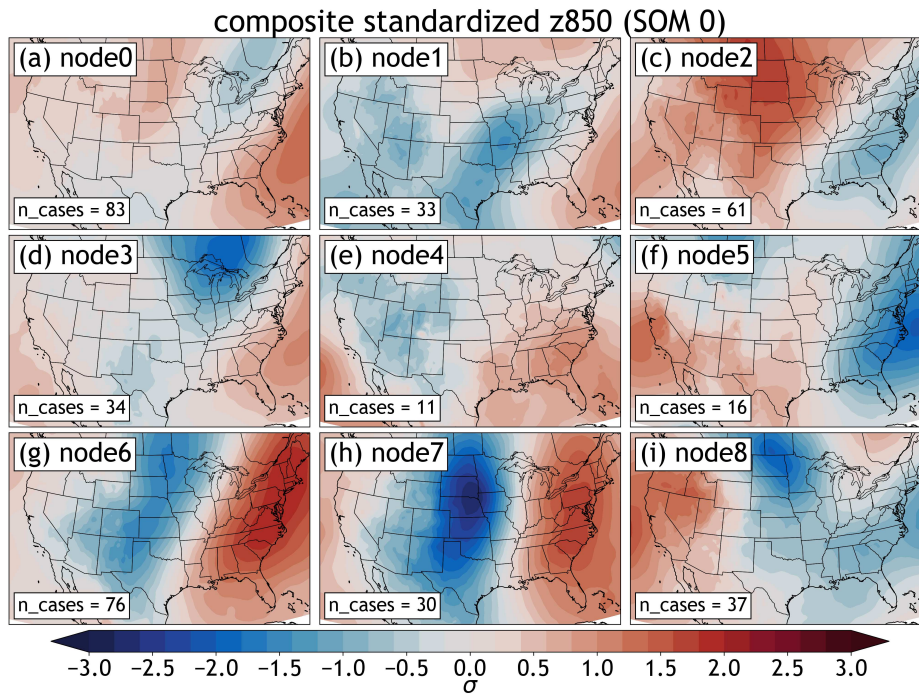 composite standardized z850 (SOM 0)
(a) node0
n_cases = 83
(b) node1
n_cases = 33
(c) node2
n_cases = 61
(d) node3
n_cases = 34
(e) node4
n_cases = 11
(f) node5
n_cases = 16
(g) node6
n_cases = 76
(h) node7
n_cases = 30
(i) node8
n_cases = 37
−3.0 −2.5 −2.0 −1.5 −1.0 −0.5 0.0 0.5 1.0 1.5 2.0 2.5 3.0
σ